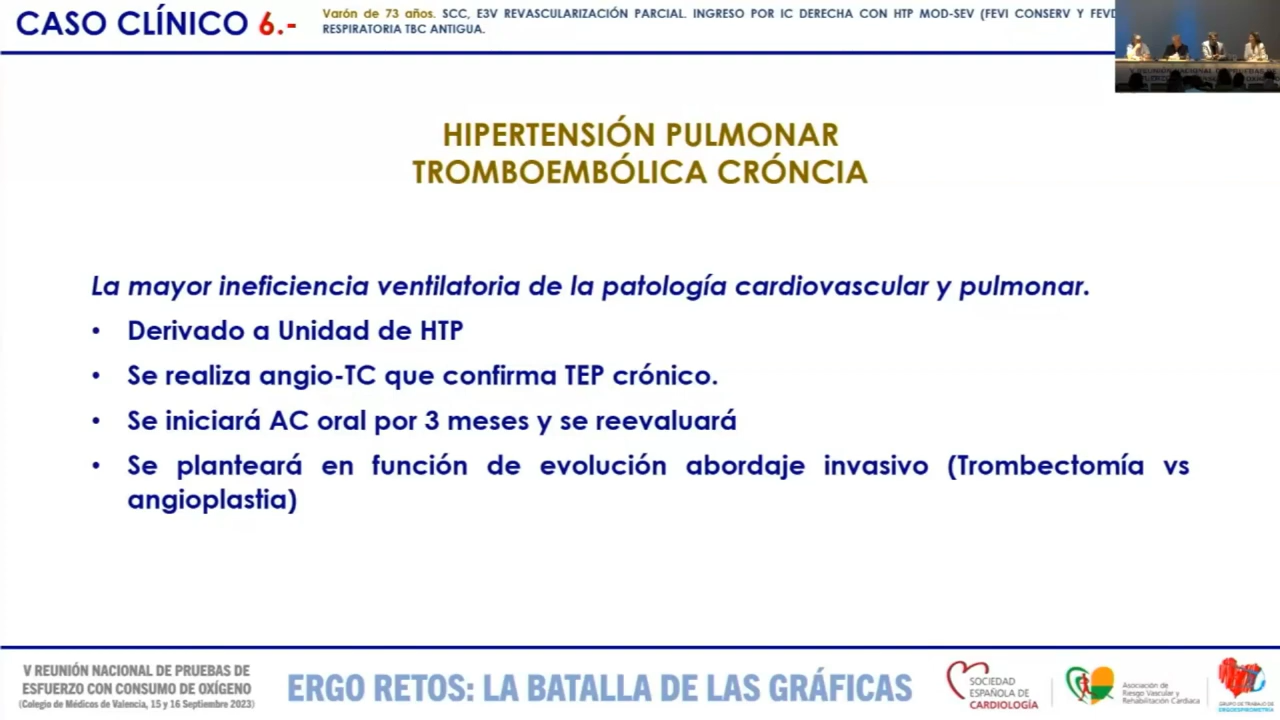 CASO CLÍNICO 6.-
Varón de 73 años. SCC, E3V REVASCULARIZACIÓN PARCIAL. INGRESO POR IC DERECHA CON HTP MOD-SEV (FEVI CONSERV Y FEVD
RESPIRATORIA TBC ANTIGUA.
HIPERTENSIÓN PULMONAR
TROMBOEMBÓLICA CRÓNCIA
La mayor ineficiencia ventilatoria de la patología cardiovascular y pulmonar.
• Derivado a Unidad de HTP
• Se realiza angio-TC que confirma TEP crónico.
• Se iniciará AC oral por 3 meses y se reevaluará
• Se planteará en función de evolución abordaje invasivo (Trombectomía vs
angioplastia)
V REUNIÓN NACIONAL DE PRUEBAS DE
ESFUERZO CON CONSUMO DE OXÍGENO
(Colegio de Médicos de Valencia, 15 y 16 Septiembre 2023)
ERGO RETOS: LA BATALLA DE LAS GRÁFICAS
SOCIEDAD
ESPAÑOLA DE
CARDIOLOGÍA
Asociación de
Riesgo Vascular y
Rehabilitación Cardiaca
GRUPO DE TRABAJO DE
ERGOESPIROMETRÍA